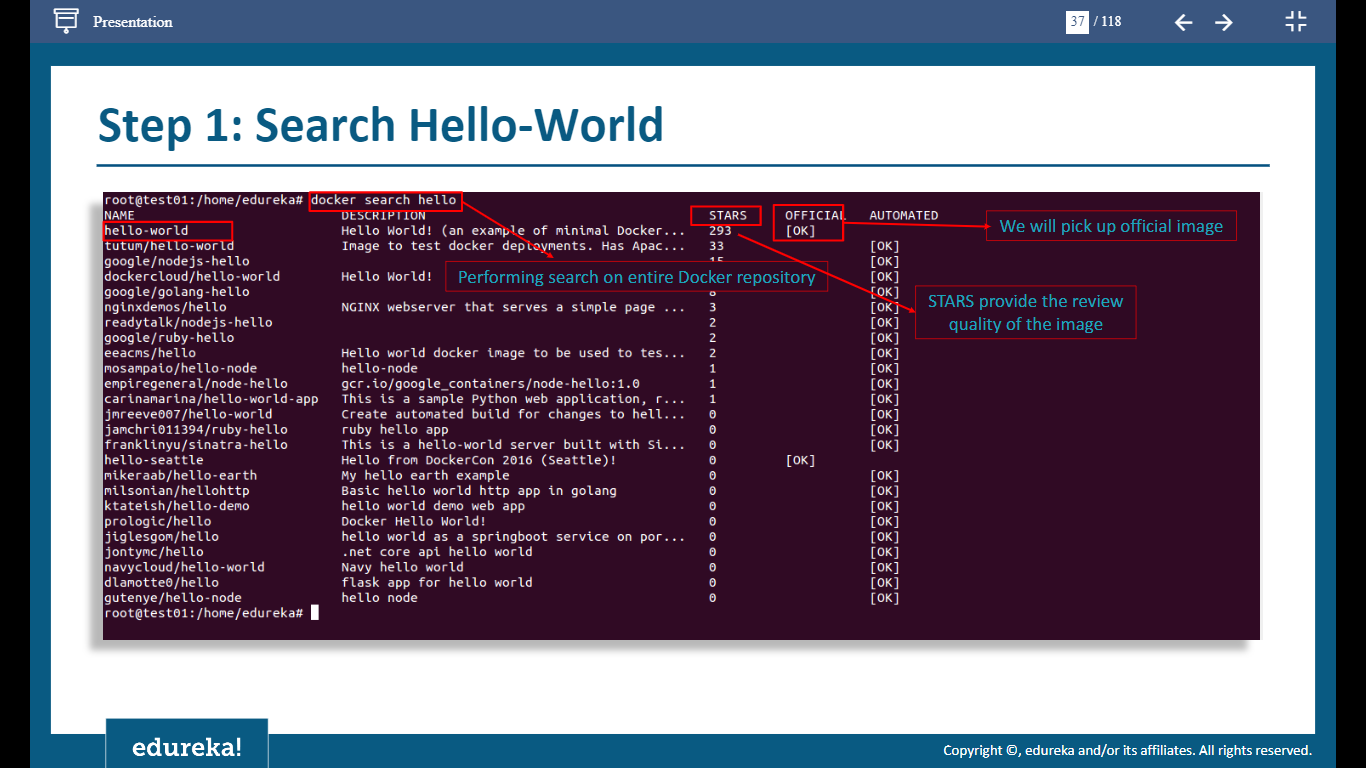 Presentation
37 / 118
Step 1: Search Hello-World
root@test01:/home/edureka# docker search hello
NAME DESCRIPTION STARS OFFICIAL AUTOMATED
hello-world Hello World! (an example of minimal Docker... 293 [OK]
We will pick up official image
tutum/hello-world Image to test docker deployments. Has Apac... 33 [OK]
google/nodejs-hello [OK]
dockercloud/hello-world Hello World! [OK]
Performing search on entire Docker repository
google/golang-hello [OK]
nginxdemos/hello NGINX webserver that serves a simple page ... 3 [OK]
STARS provide the review
quality of the image
readytalk/nodejs-hello 2 [OK]
google/ruby-hello 2 [OK]
eeacms/hello Hello world docker image to be used to tes... 2 [OK]
mosampaio/hello-node hello-node 1 [OK]
empiregeneral/node-hello gcr.io/google_containers/node-hello:1.0 1 [OK]
carinamarina/hello-world-app This is a sample Python web application, r... 1 [OK]
jmreeve007/hello-world Create automated build for changes to hell... 0 [OK]
jamchri011394/ruby-hello ruby hello app 0 [OK]
franklinyu/sinatra-hello This is a hello-world server built with Si... 0 [OK]
hello-seattle Hello from DockerCon 2016 (Seattle)! 0 [OK]
mikeraab/hello-earth My hello earth example 0 [OK]
milsonian/hellohttp Basic hello world http app in golang 0 [OK]
ktateish/hello-demo hello world demo web app 0 [OK]
prologic/hello Docker Hello World! 0 [OK]
jiglesgom/hello hello world as a springboot service on por... 0 [OK]
jontymc/hello .net core api hello world 0 [OK]
navycloud/hello-world Navy hello world 0 [OK]
dlamotte0/hello flask app for hello world 0 [OK]
gutenye/hello-node hello node 0 [OK]
root@test01:/home/edureka#
edureka!
Copyright ©, edureka and/or its affiliates. All rights reserved.